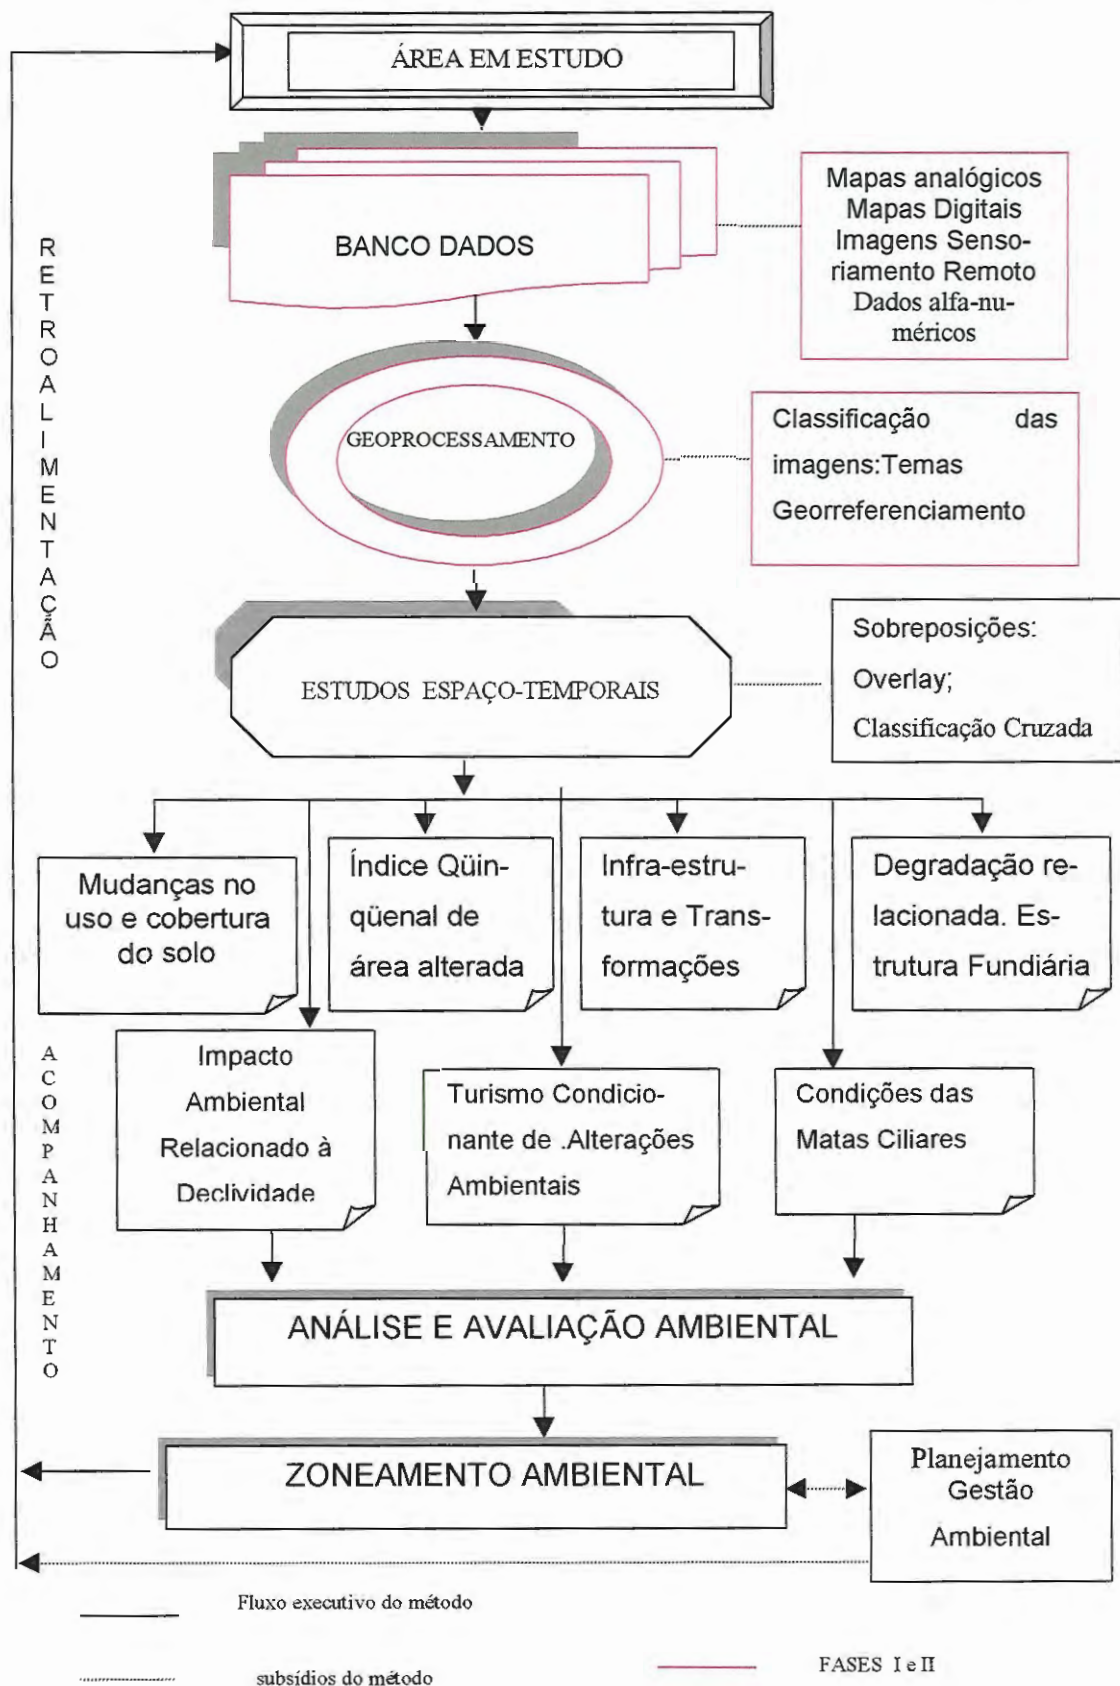 ÁREA EM ESTUDO
BANCO DADOS
Mapas analógicos
Mapas Digitais
Imagens Senso-
riamento Remoto
Dados alfa-nu-
méricos
GEOPROCESSAMENTO
Classificação das
imagens:Temas
Georreferenciamento
ESTUDOS ESPAÇO-TEMPORAIS
Sobreposições:
Overlay;
Classificação Cruzada
RETROALIMENTAÇÃO
Mudanças no
uso e cobertura
do solo
Índice Qüin-
qüenal de
área alterada
Infra-estru-
tura e Trans-
formações
Degradação re-
lacionada. Es-
trutura Fundiária
Impacto
Ambiental
Relacionado à
Declividade
Turismo Condicio-
nante de .Alterações
Ambientais
Condições das
Matas Ciliares
ACOMPANHAMENTO
ANÁLISE E AVALIAÇÃO AMBIENTAL
ZONEAMENTO AMBIENTAL
Planejamento
Gestão
Ambiental
Fluxo executivo do método
subsídios do método
FASES I e II